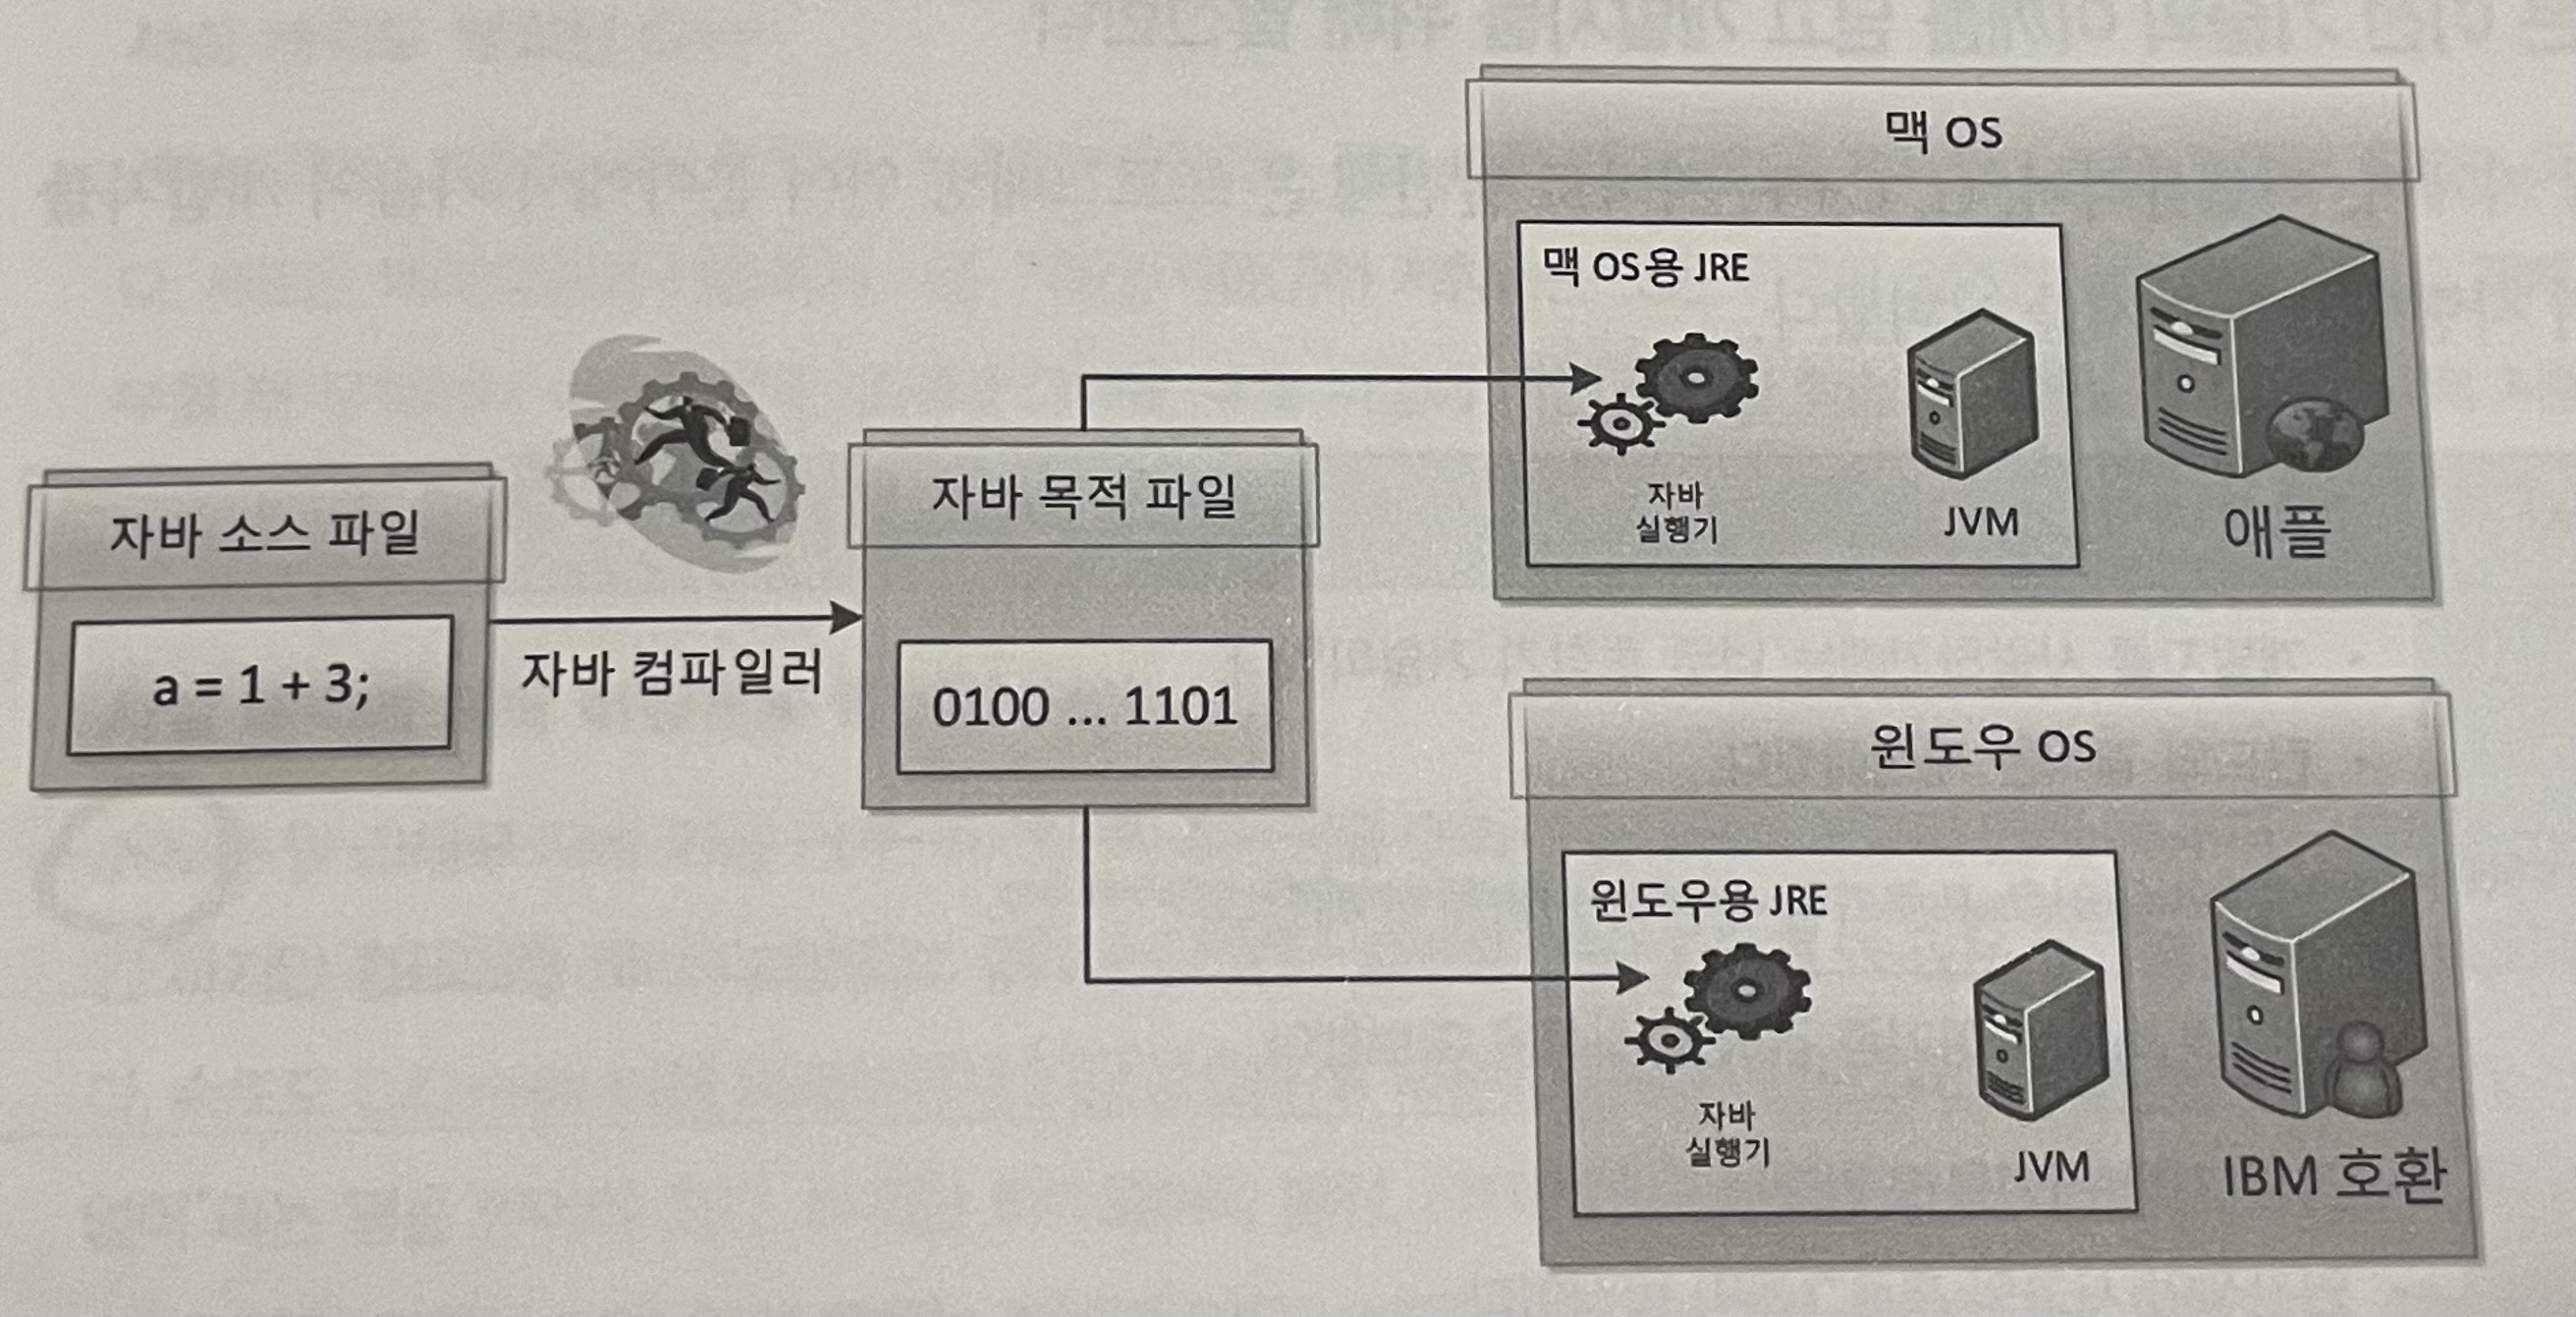 자바 소스 파일
a = 1 + 3;
자바 컴파일러
자바 목적 파일
0100 ... 1101
맥 OS
맥 OS용 JRE
자바
실행기
JVM
애플
윈도우 OS
윈도우용 JRE
자바
실행기
JVM
IBM 호환